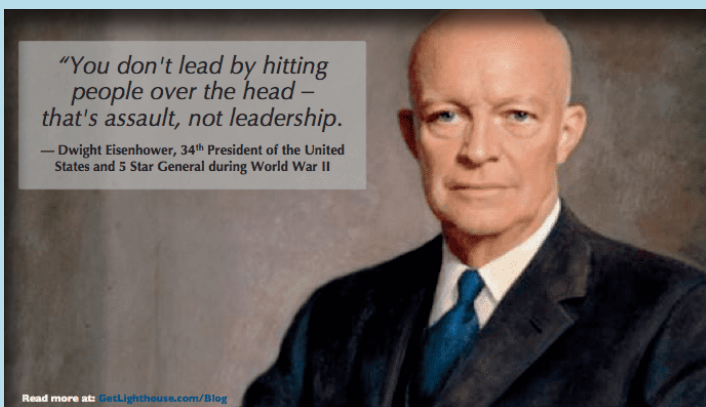 “You don't lead by hitting
people over the head –
that's assault, not leadership.
— Dwight Eisenhower, 34th President of the United
States and 5 Star General during World War II
Read more at: GetLighthouse.com/Blog